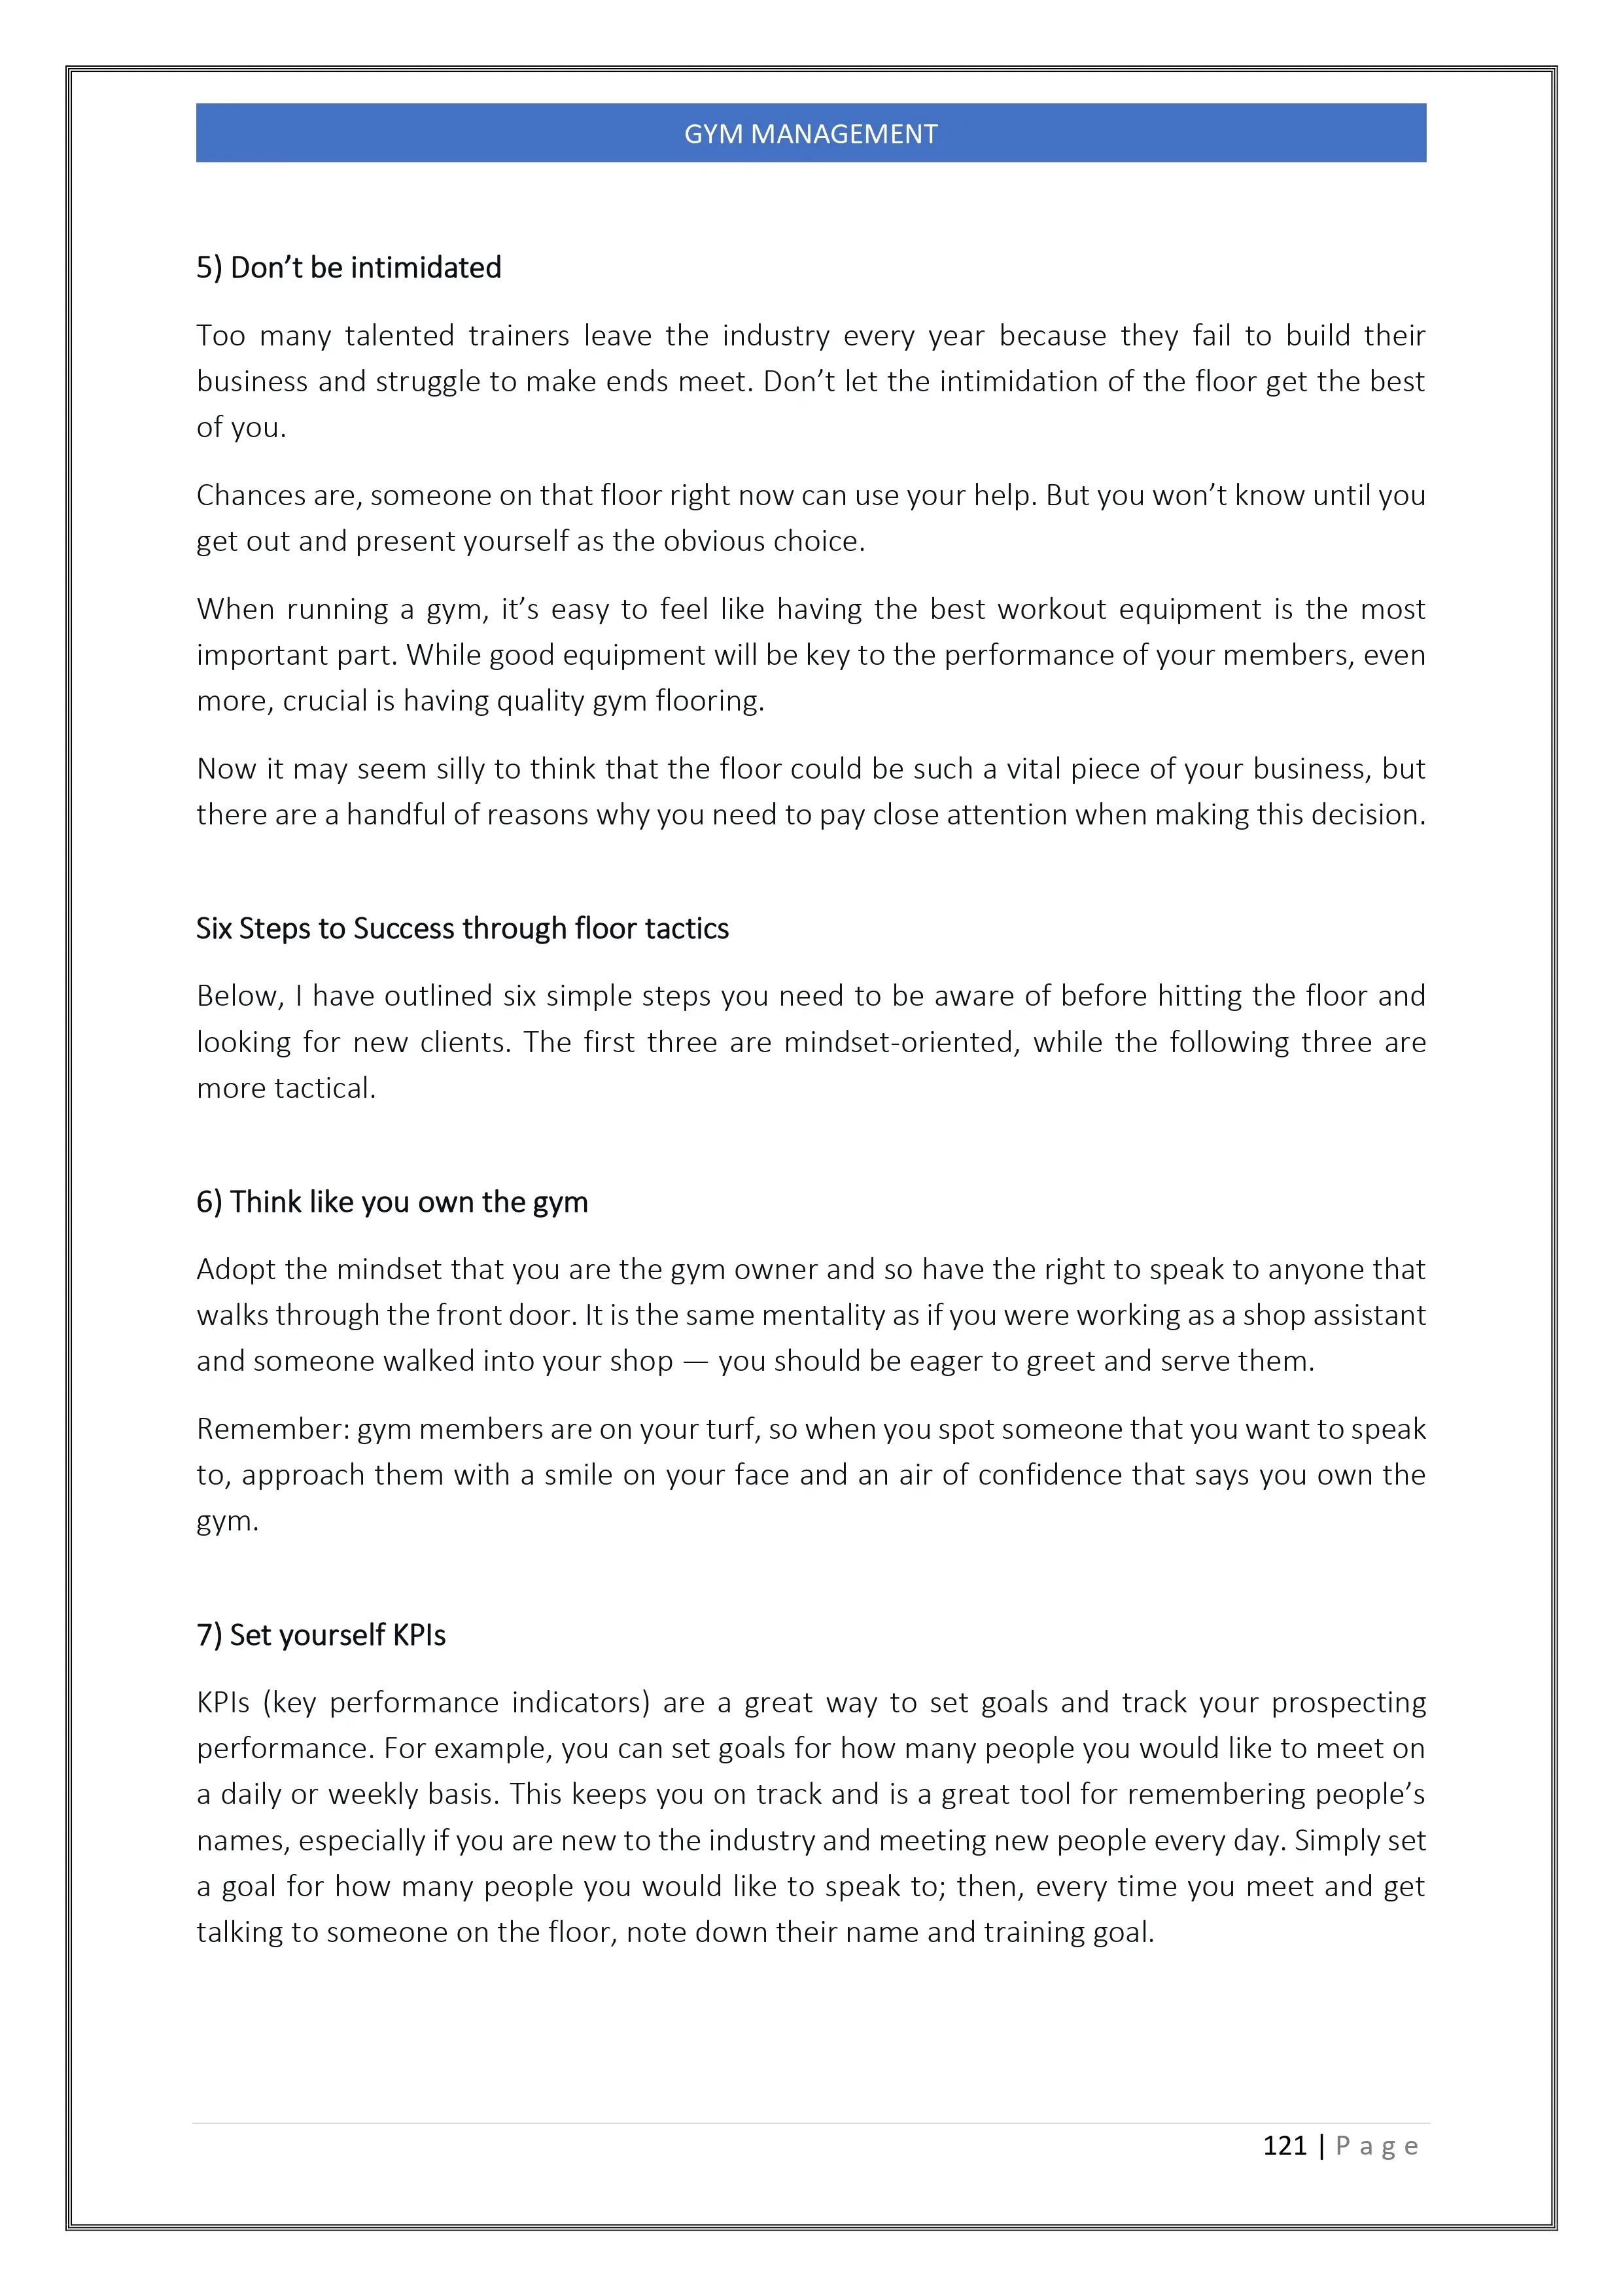 GYM MANAGEMENT
5) Don’t be intimidated
Too many talented trainers leave the industry every year because they fail to build their
business and struggle to make ends meet. Don’t let the intimidation of the floor get the best
of you.
Chances are, someone on that floor right now can use your help. But you won’t know until you
get out and present yourself as the obvious choice.
When running a gym, it’s easy to feel like having the best workout equipment is the most
important part. While good equipment will be key to the performance of your members, even
more, crucial is having quality gym flooring.
Now it may seem silly to think that the floor could be such a vital piece of your business, but
there are a handful of reasons why you need to pay close attention when making this decision.
Six Steps to Success through floor tactics
Below, I have outlined six simple steps you need to be aware of before hitting the floor and
looking for new clients. The first three are mindset-oriented, while the following three are
more tactical.
6) Think like you own the gym
Adopt the mindset that you are the gym owner and so have the right to speak to anyone that
walks through the front door. It is the same mentality as if you were working as a shop assistant
and someone walked into your shop — you should be eager to greet and serve them.
Remember: gym members are on your turf, so when you spot someone that you want to speak
to, approach them with a smile on your face and an air of confidence that says you own the
gym.
7) Set yourself KPIs
KPIs (key performance indicators) are a great way to set goals and track your prospecting
performance. For example, you can set goals for how many people you would like to meet on
a daily or weekly basis. This keeps you on track and is a great tool for remembering people’s
names, especially if you are new to the industry and meeting new people every day. Simply set
a goal for how many people you would like to speak to; then, every time you meet and get
talking to someone on the floor, note down their name and training goal.
121 | Page